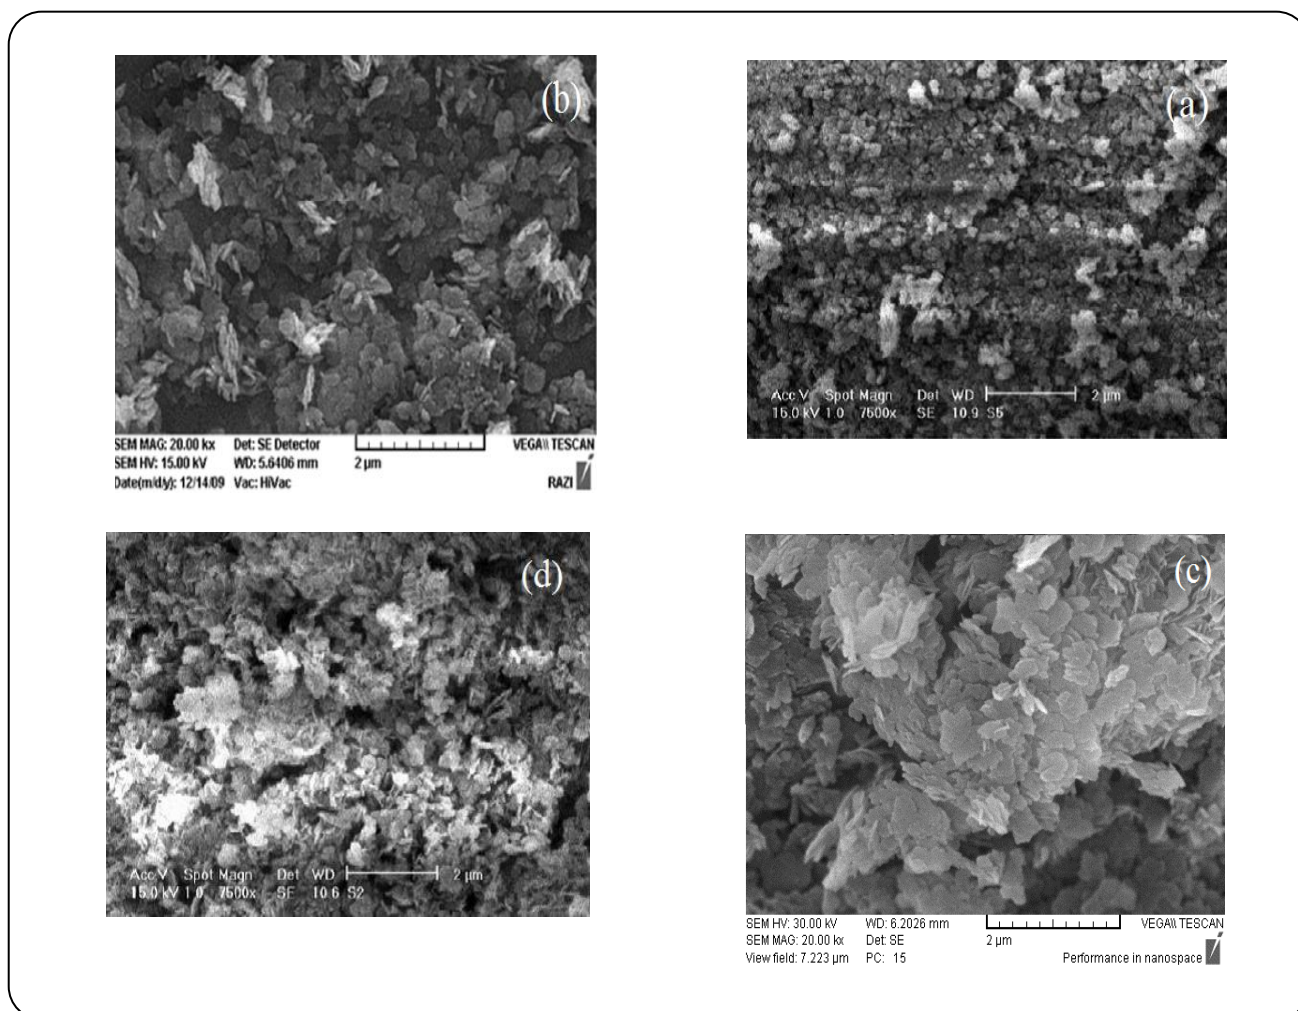 (b)
SEM MAG: 20.00 kx Det: SE Detector
SEM HV: 15.00 kV WD: 5.6406 mm 2 µm VEGA\\ TESCAN
Date(m/d/y): 12/14/09 Vac: HiVac RAZI
(a)
Acc.V Spot Magn Det WD 2 µm
15.0 kV 1.0 7500x SE 10.9 S5
(d)
Acc.V Spot Magn Det WD 2 µm
15.0 kV 1.0 7500x SE 10.6 S2
(c)
SEM HV: 30.00 kV WD: 6.2026 mm VEGA\\ TESCAN
SEM MAG: 20.00 kx Det: SE 2 µm
View field: 7.223 µm PC: 15 Performance in nanospace